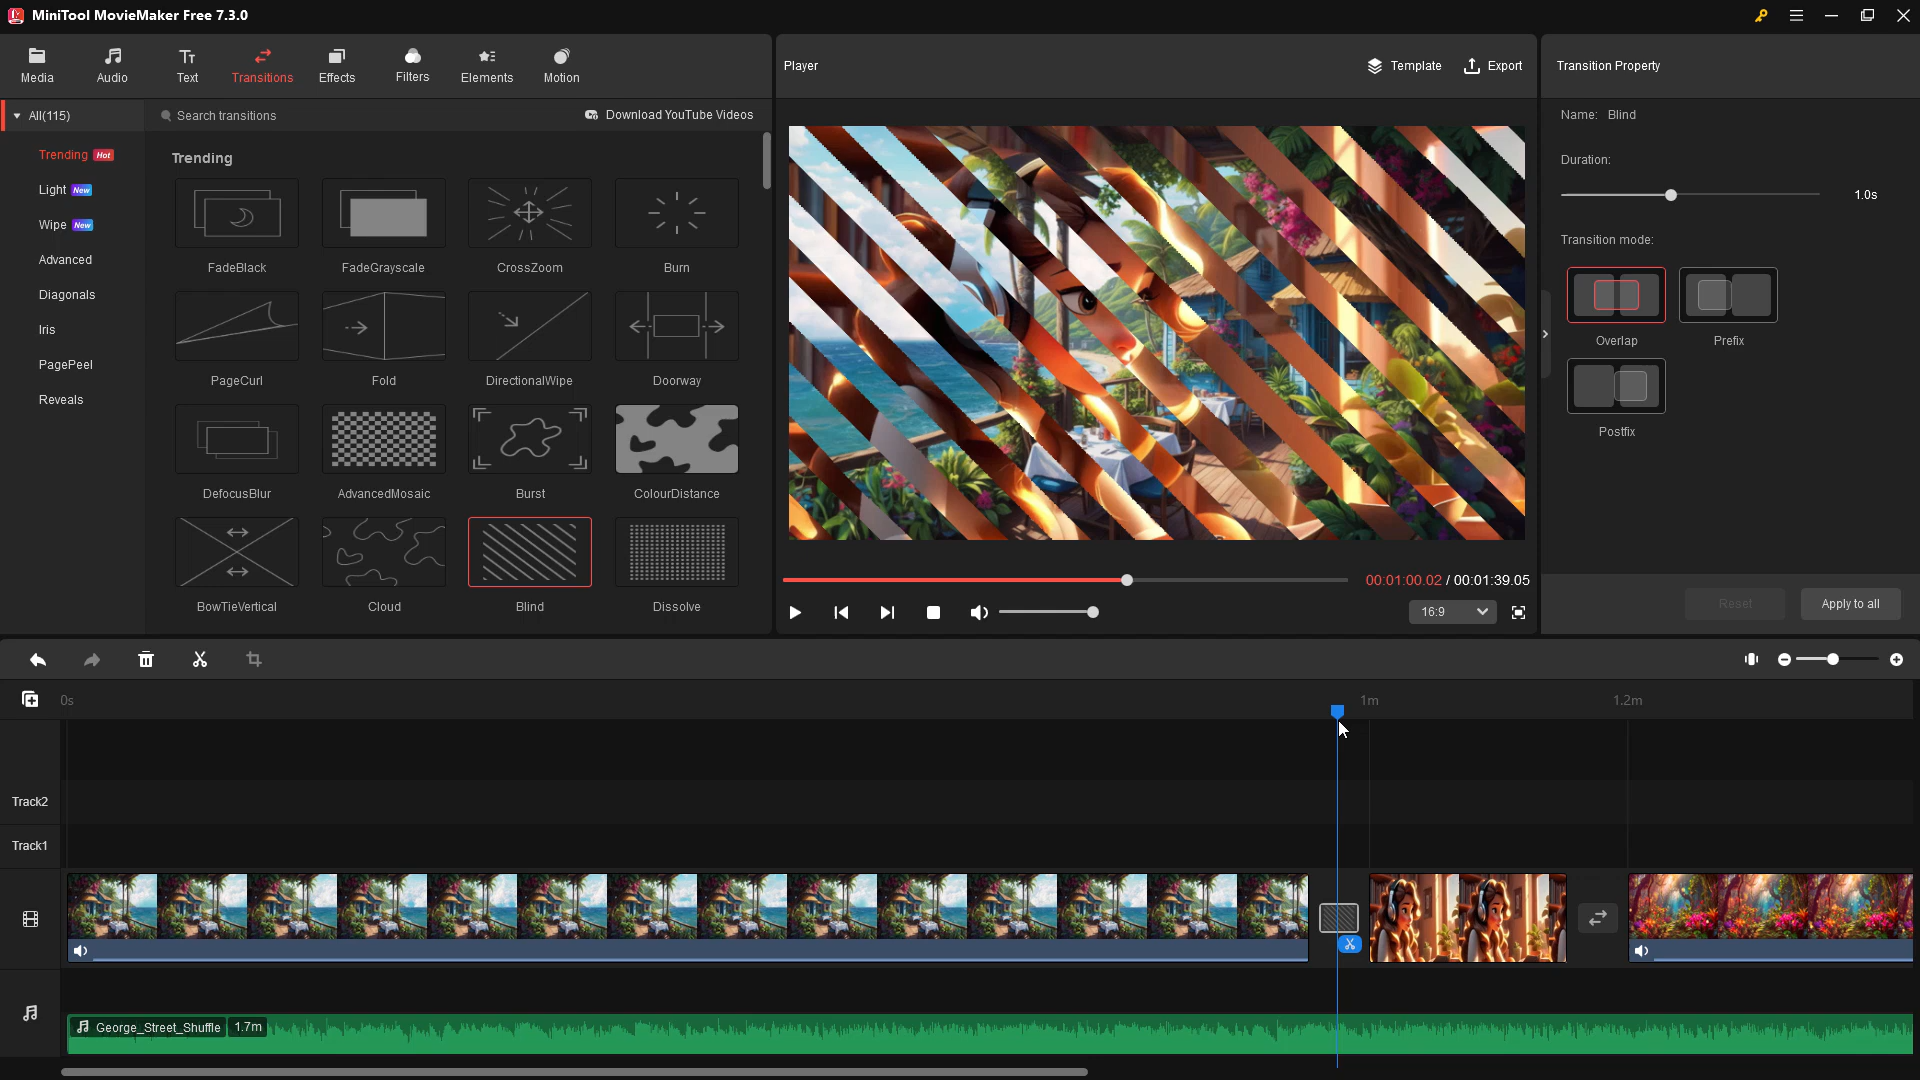 MiniTool MovieMaker Free 7.3.0
Media
Audio
Text
Transitions
Effects
Filters
Elements
Motion
Player
Template
Export
Transition Property
All(115)
Search transitions
Download YouTube Videos
Trending Hot
Light New
Wipe New
Advanced
Diagonals
Iris
PagePeel
Reveals
Trending
FadeBlack
FadeGrayscale
CrossZoom
Burn
PageCurl
Fold
DirectionalWipe
Doorway
DefocusBlur
AdvancedMosaic
Burst
ColourDistance
BowTieVertical
Cloud
Blind
Dissolve
00:01:00.02 / 00:01:39.05
16:9
Name: Blind
Duration:
1.0s
Transition mode:
Overlap
Prefix
Postfix
Reset
Apply to all
0s
1m
1.2m
Track2
Track1
George_Street_Shuffle 1.7m